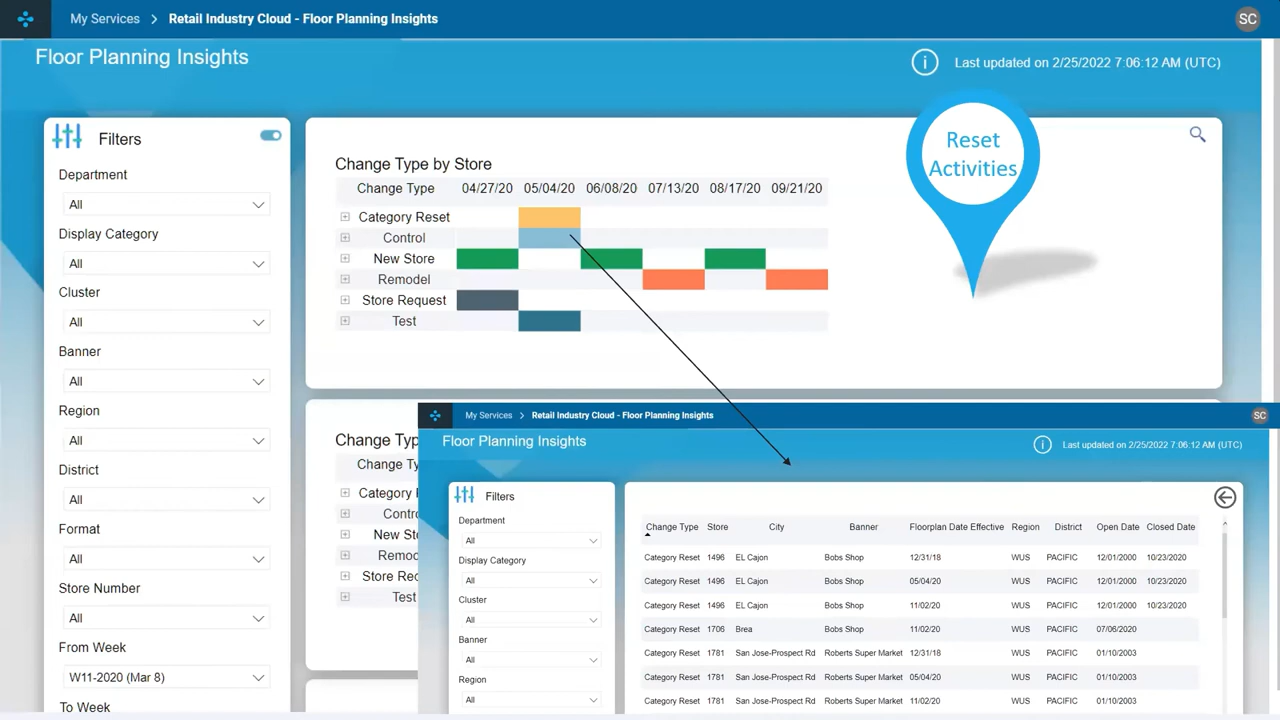 My Services > Retail Industry Cloud - Floor Planning Insights
SC
Floor Planning Insights
Last updated on 2/25/2022 7:06:12 AM (UTC)
Filters
Department
All
Display Category
All
Cluster
All
Banner
All
Region
All
District
All
Format
All
Store Number
All
From Week
W11-2020 (Mar 8)
To Week
Reset
Activities
Change Type by Store
Change Type 04/27/20 05/04/20 06/08/20 07/13/20 08/17/20 09/21/20
Category Reset
Control
New Store
Remodel
Store Request
Test
Change Typ
Change Ty
Category
Contro
New Sto
Remod
Store Rec
Test
My Services > Retail Industry Cloud - Floor Planning Insights
SC
Floor Planning Insights
Last updated on 2/25/2022 7:06:12 AM (UTC)
Filters
Department
All
Display Category
All
Cluster
All
Banner
All
Region
All
Change Type Store City Banner Floorplan Date Effective Region District Open Date Closed Date
Category Reset 1496 EL Cajon Bobs Shop 12/31/18 WUS PACIFIC 12/01/2000 10/23/2020
Category Reset 1496 EL Cajon Bobs Shop 05/04/20 WUS PACIFIC 12/01/2000 10/23/2020
Category Reset 1496 EL Cajon Bobs Shop 11/02/20 WUS PACIFIC 12/01/2000 10/23/2020
Category Reset 1706 Brea Bobs Shop 11/02/20 WUS PACIFIC 07/06/2020
Category Reset 1781 San Jose-Prospect Rd Roberts Super Market 12/31/18 WUS PACIFIC 01/10/2003
Category Reset 1781 San Jose-Prospect Rd Roberts Super Market 05/04/20 WUS PACIFIC 01/10/2003
Category Reset 1781 San Jose-Prospect Rd Roberts Super Market 11/02/20 WUS PACIFIC 01/10/2003